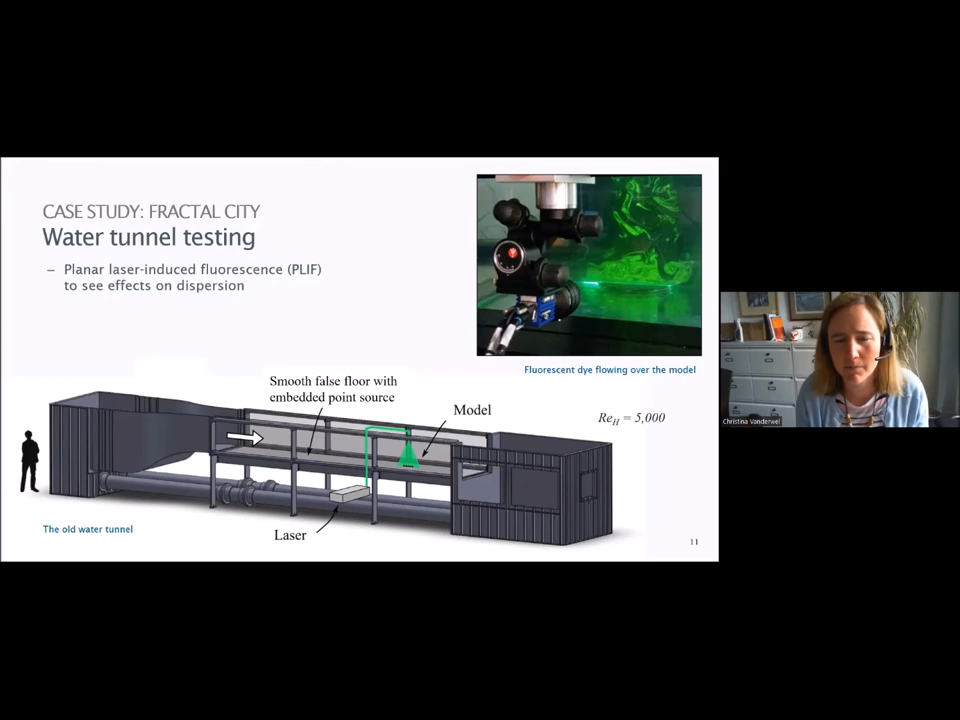 CASE STUDY: FRACTAL CITY
Water tunnel testing
– Planar laser-induced fluorescence (PLIF)
to see effects on dispersion
Fluorescent dye flowing over the model
Smooth false floor with
embedded point source
Model
Re_H = 5,000
Laser
The old water tunnel
11
Christina Vanderwel